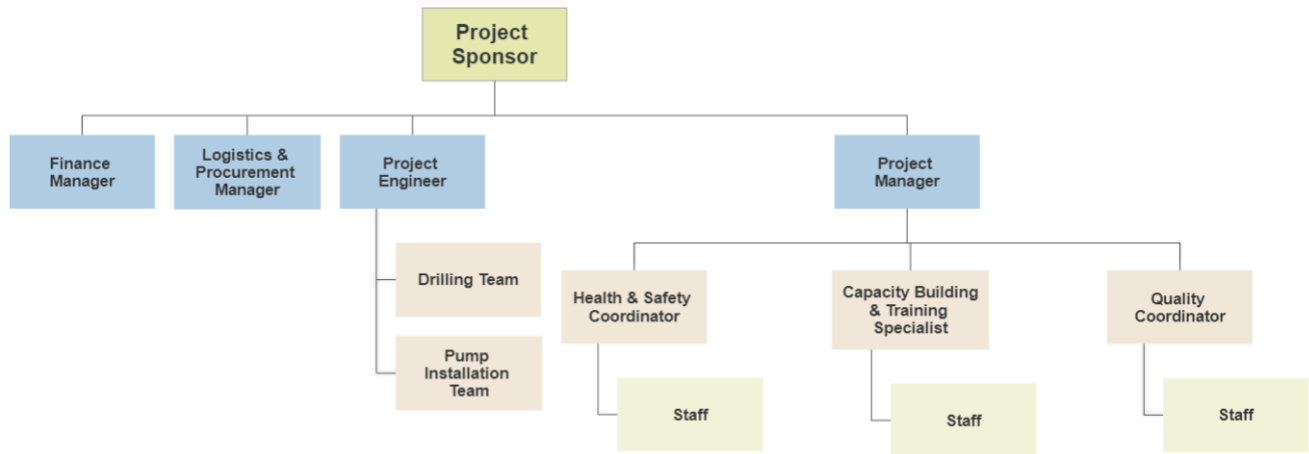 Project
Sponsor
Finance
Manager
Logistics &
Procurement
Manager
Project
Engineer
Project
Manager
Drilling Team
Pump
Installation
Team
Health & Safety
Coordinator
Capacity Building
& Training
Specialist
Quality
Coordinator
Staff
Staff
Staff